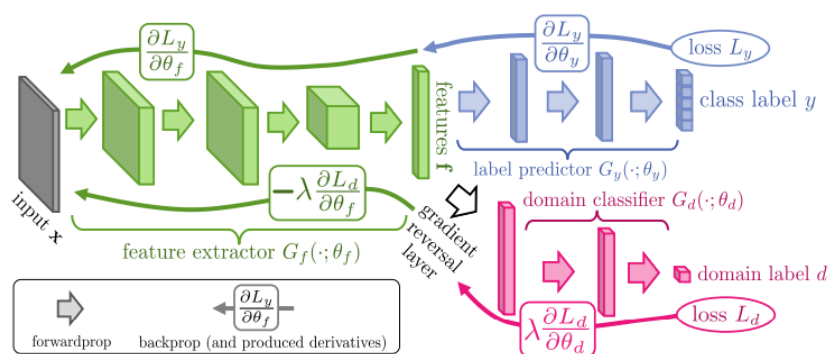 ∂L_y/∂θ_f
∂L_y/∂θ_y
loss L_y
features f
class label y
input x
−λ ∂L_d/∂θ_f
label predictor G_y(·; θ_y)
domain classifier G_d(·; θ_d)
feature extractor G_f(·; θ_f)
gradient
reversal
layer
domain label d
∂L_y/∂θ_f
forwardprop
backprop (and produced derivatives)
λ ∂L_d/∂θ_d
loss L_d